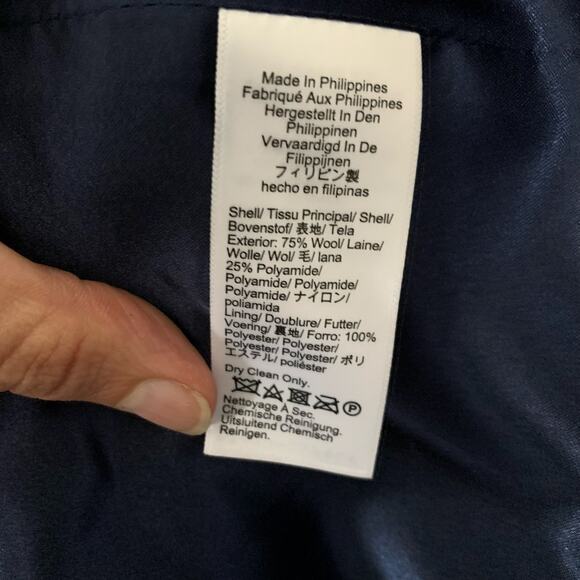 Made In Philippines
Fabriqué Aux Philippines
Hergestellt In Den
Philippinen
Vervaardigd In De
Filippijnen
フィリピン製
hecho en filipinas
Shell/ Tissu Principal/ Shell/
Bovenstof/ 表地/ Tela
Exterior: 75% Wool/ Laine/
Wolle/ Wol/ 毛/ lana
25% Polyamide/
Polyamide/ Polyamide/
Polyamide/ ナイロン/
poliamida
Lining/ Doublure/ Futter/
Voering/ 裏地/ Forro: 100%
Polyester/ Polyester/
Polyester/ Polyester/ ポリ
エステル/ poliéster
Dry Clean Only.
P
Nettoyage À Sec.
Chemische Reinigung.
Uitsluitend Chemisch
Reinigen.